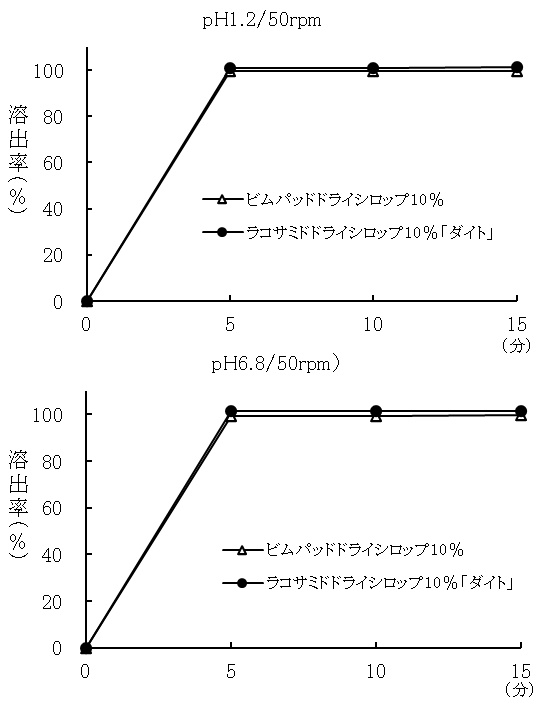 pH1.2/50rpm
溶出率(%)
100
80
60
40
20
0
ビムパッドドライシロップ10%
ラコサミドドライシロップ10%「ダイト」
0 5 10 15
(分)
pH6.8/50rpm)
溶出率(%)
100
80
60
40
20
0
ビムパッドドライシロップ10%
ラコサミドドライシロップ10%「ダイト」
0 5 10 15
(分)